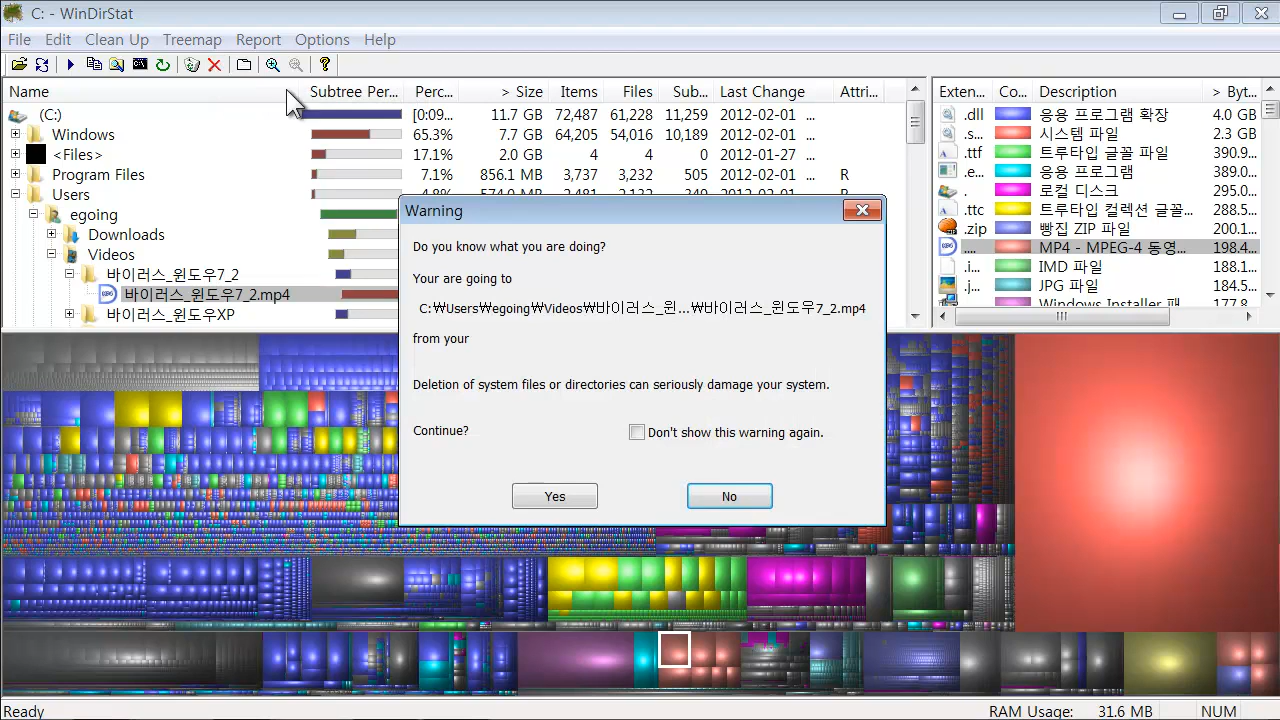 C: - WinDirStat
File Edit Clean Up Treemap Report Options Help
Name Subtree Per... Perc... > Size Items Files Sub... Last Change Attri...
(C:) [0:09... 11.7 GB 72,487 61,228 11,259 2012-02-01 ...
Windows 65.3% 7.7 GB 64,205 54,016 10,189 2012-02-01 ...
<Files> 17.1% 2.0 GB 4 4 0 2012-01-27 ...
Program Files 7.1% 856.1 MB 3,737 3,232 505 2012-02-01 ... R
Users
egoing
Downloads
Videos
바이러스_윈도우7_2
바이러스_윈도우7_2.mp4
바이러스_윈도우XP
Exten... Co... Description > Byt...
.dll 응용 프로그램 확장 4.0 GB
.s... 시스템 파일 2.3 GB
.ttf 트루타입 글꼴 파일 390.0...
.e... 응용 프로그램 389.0...
. 로컬 디스크 295.0...
.ttc 트루타입 컬렉션 글꼴... 288.5...
.zip 빵집 ZIP 파일 200.1...
.... MP4 - MPEG-4 동영... 198.4...
.i... IMD 파일 188.1...
.j... JPG 파일 184.5...
Windows Installer 패 177.8
Warning
Do you know what you are doing?
Your are going to
C:₩Users₩egoing₩Videos₩바이러스_윈...₩바이러스_윈도우7_2.mp4
from your
Deletion of system files or directories can seriously damage your system.
Continue? Don't show this warning again.
Yes No
Ready RAM Usage: 31.6 MB NUM